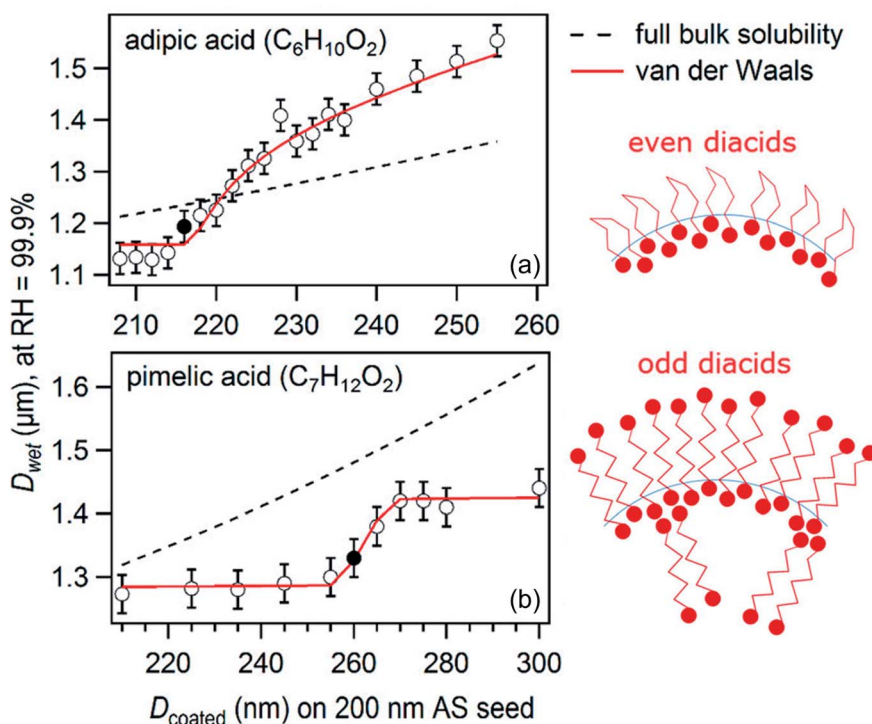 adipic acid (C6H10O2)
1.5
1.4
1.3
1.2
1.1
(a)
210 220 230 240 250 260
Dwet (μm), at RH = 99.9%
pimelic acid (C7H12O2)
1.6
1.5
1.4
1.3
(b)
220 240 260 280 300
Dcoated (nm) on 200 nm AS seed
full bulk solubility
van der Waals
even diacids
odd diacids